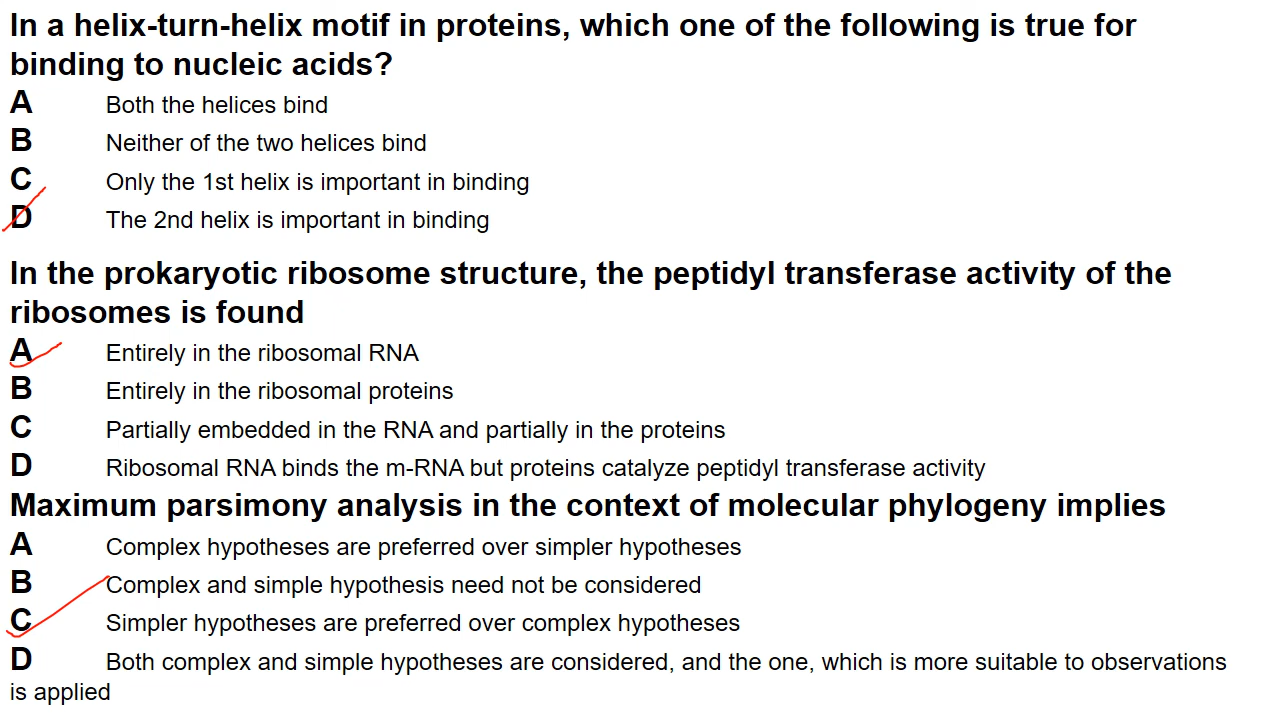 In a helix-turn-helix motif in proteins, which one of the following is true for
binding to nucleic acids?
A Both the helices bind
B Neither of the two helices bind
C Only the 1st helix is important in binding
D The 2nd helix is important in binding
In the prokaryotic ribosome structure, the peptidyl transferase activity of the
ribosomes is found
A Entirely in the ribosomal RNA
B Entirely in the ribosomal proteins
C Partially embedded in the RNA and partially in the proteins
D Ribosomal RNA binds the m-RNA but proteins catalyze peptidyl transferase activity
Maximum parsimony analysis in the context of molecular phylogeny implies
A Complex hypotheses are preferred over simpler hypotheses
B Complex and simple hypothesis need not be considered
C Simpler hypotheses are preferred over complex hypotheses
D Both complex and simple hypotheses are considered, and the one, which is more suitable to observations
is applied